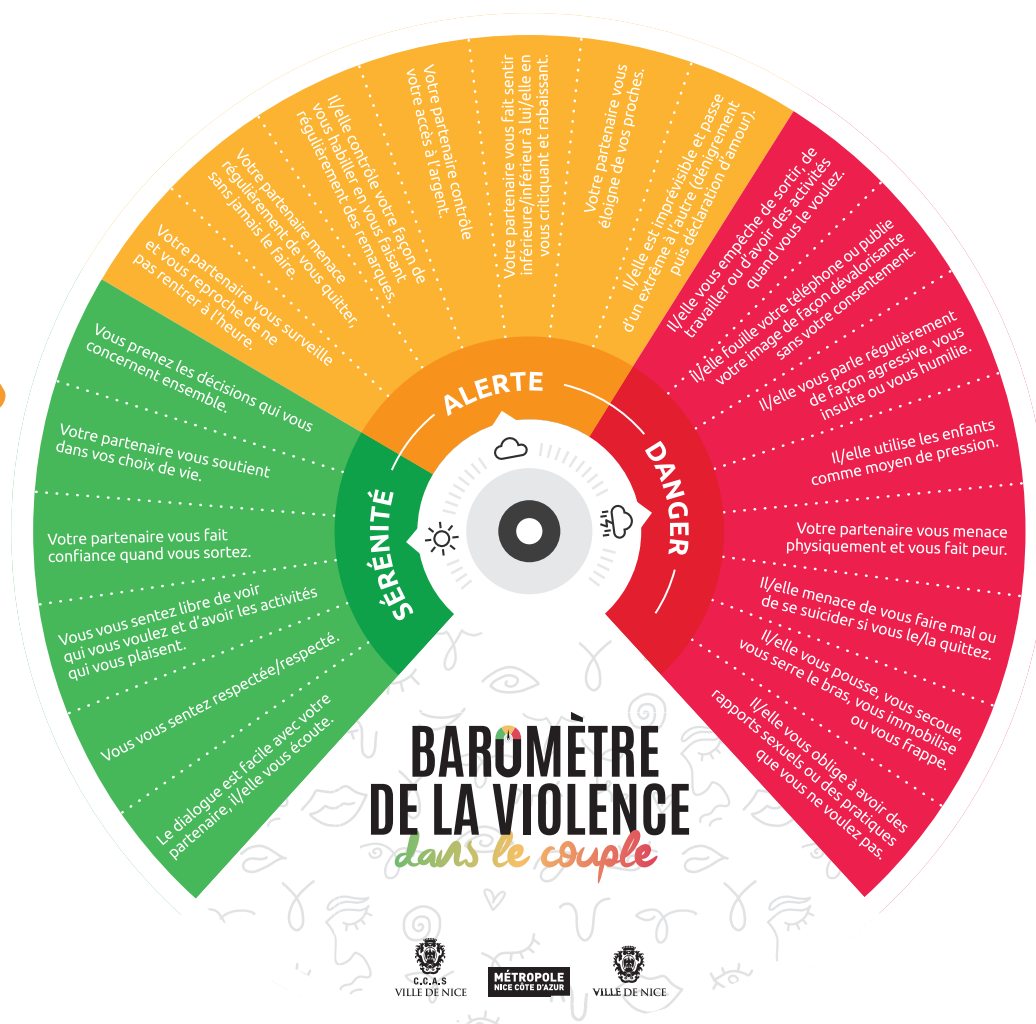 Le dialogue est facile avec votre
partenaire, il/elle vous écoute.
Vous vous sentez respectée/respecté.
Vous vous sentez libre de voir
qui vous voulez et d'avoir les activités
qui vous plaisent.
Votre partenaire vous fait
confiance quand vous sortez.
Votre partenaire vous soutient
dans vos choix de vie.
Vous prenez les décisions qui vous
concernent ensemble.
Votre partenaire vous surveille
et vous reproche de ne
pas rentrer à l'heure.
Votre partenaire menace
régulièrement de vous quitter,
sans jamais le faire.
Il/elle contrôle votre façon de
vous habiller en vous faisant
régulièrement des remarques.
Votre partenaire contrôle
votre accès à l'argent.
Votre partenaire vous fait sentir
inférieure/inférieur à lui/elle en
vous critiquant et rabaissant.
Votre partenaire vous
éloigne de vos proches.
Il/elle est imprévisible et passe
d'un extrême à l'autre (dénigrement
puis déclaration d'amour).
Il/elle vous empêche de sortir, de
travailler ou d'avoir des activités
quand vous le voulez.
Il/elle fouille votre téléphone ou publie
votre image de façon dévalorisante
sans votre consentement.
Il/elle vous parle régulièrement
de façon agressive, vous
insulte ou vous humilie.
Il/elle utilise les enfants
comme moyen de pression.
Votre partenaire vous menace
physiquement et vous fait peur.
Il/elle menace de vous faire mal ou
de se suicider si vous le/la quittez.
Il/elle vous pousse, vous secoue,
vous serre le bras, vous immobilise
ou vous frappe.
Il/elle vous oblige à avoir des
rapports sexuels ou des pratiques
que vous ne voulez pas.
SÉRÉNITÉ
ALERTE
DANGER
BAROMÈTRE
DE LA VIOLENCE
dans le couple
C.C.A.S
VILLE DE NICE
MÉTROPOLE
NICE CÔTE D'AZUR
VILLE DE NICE